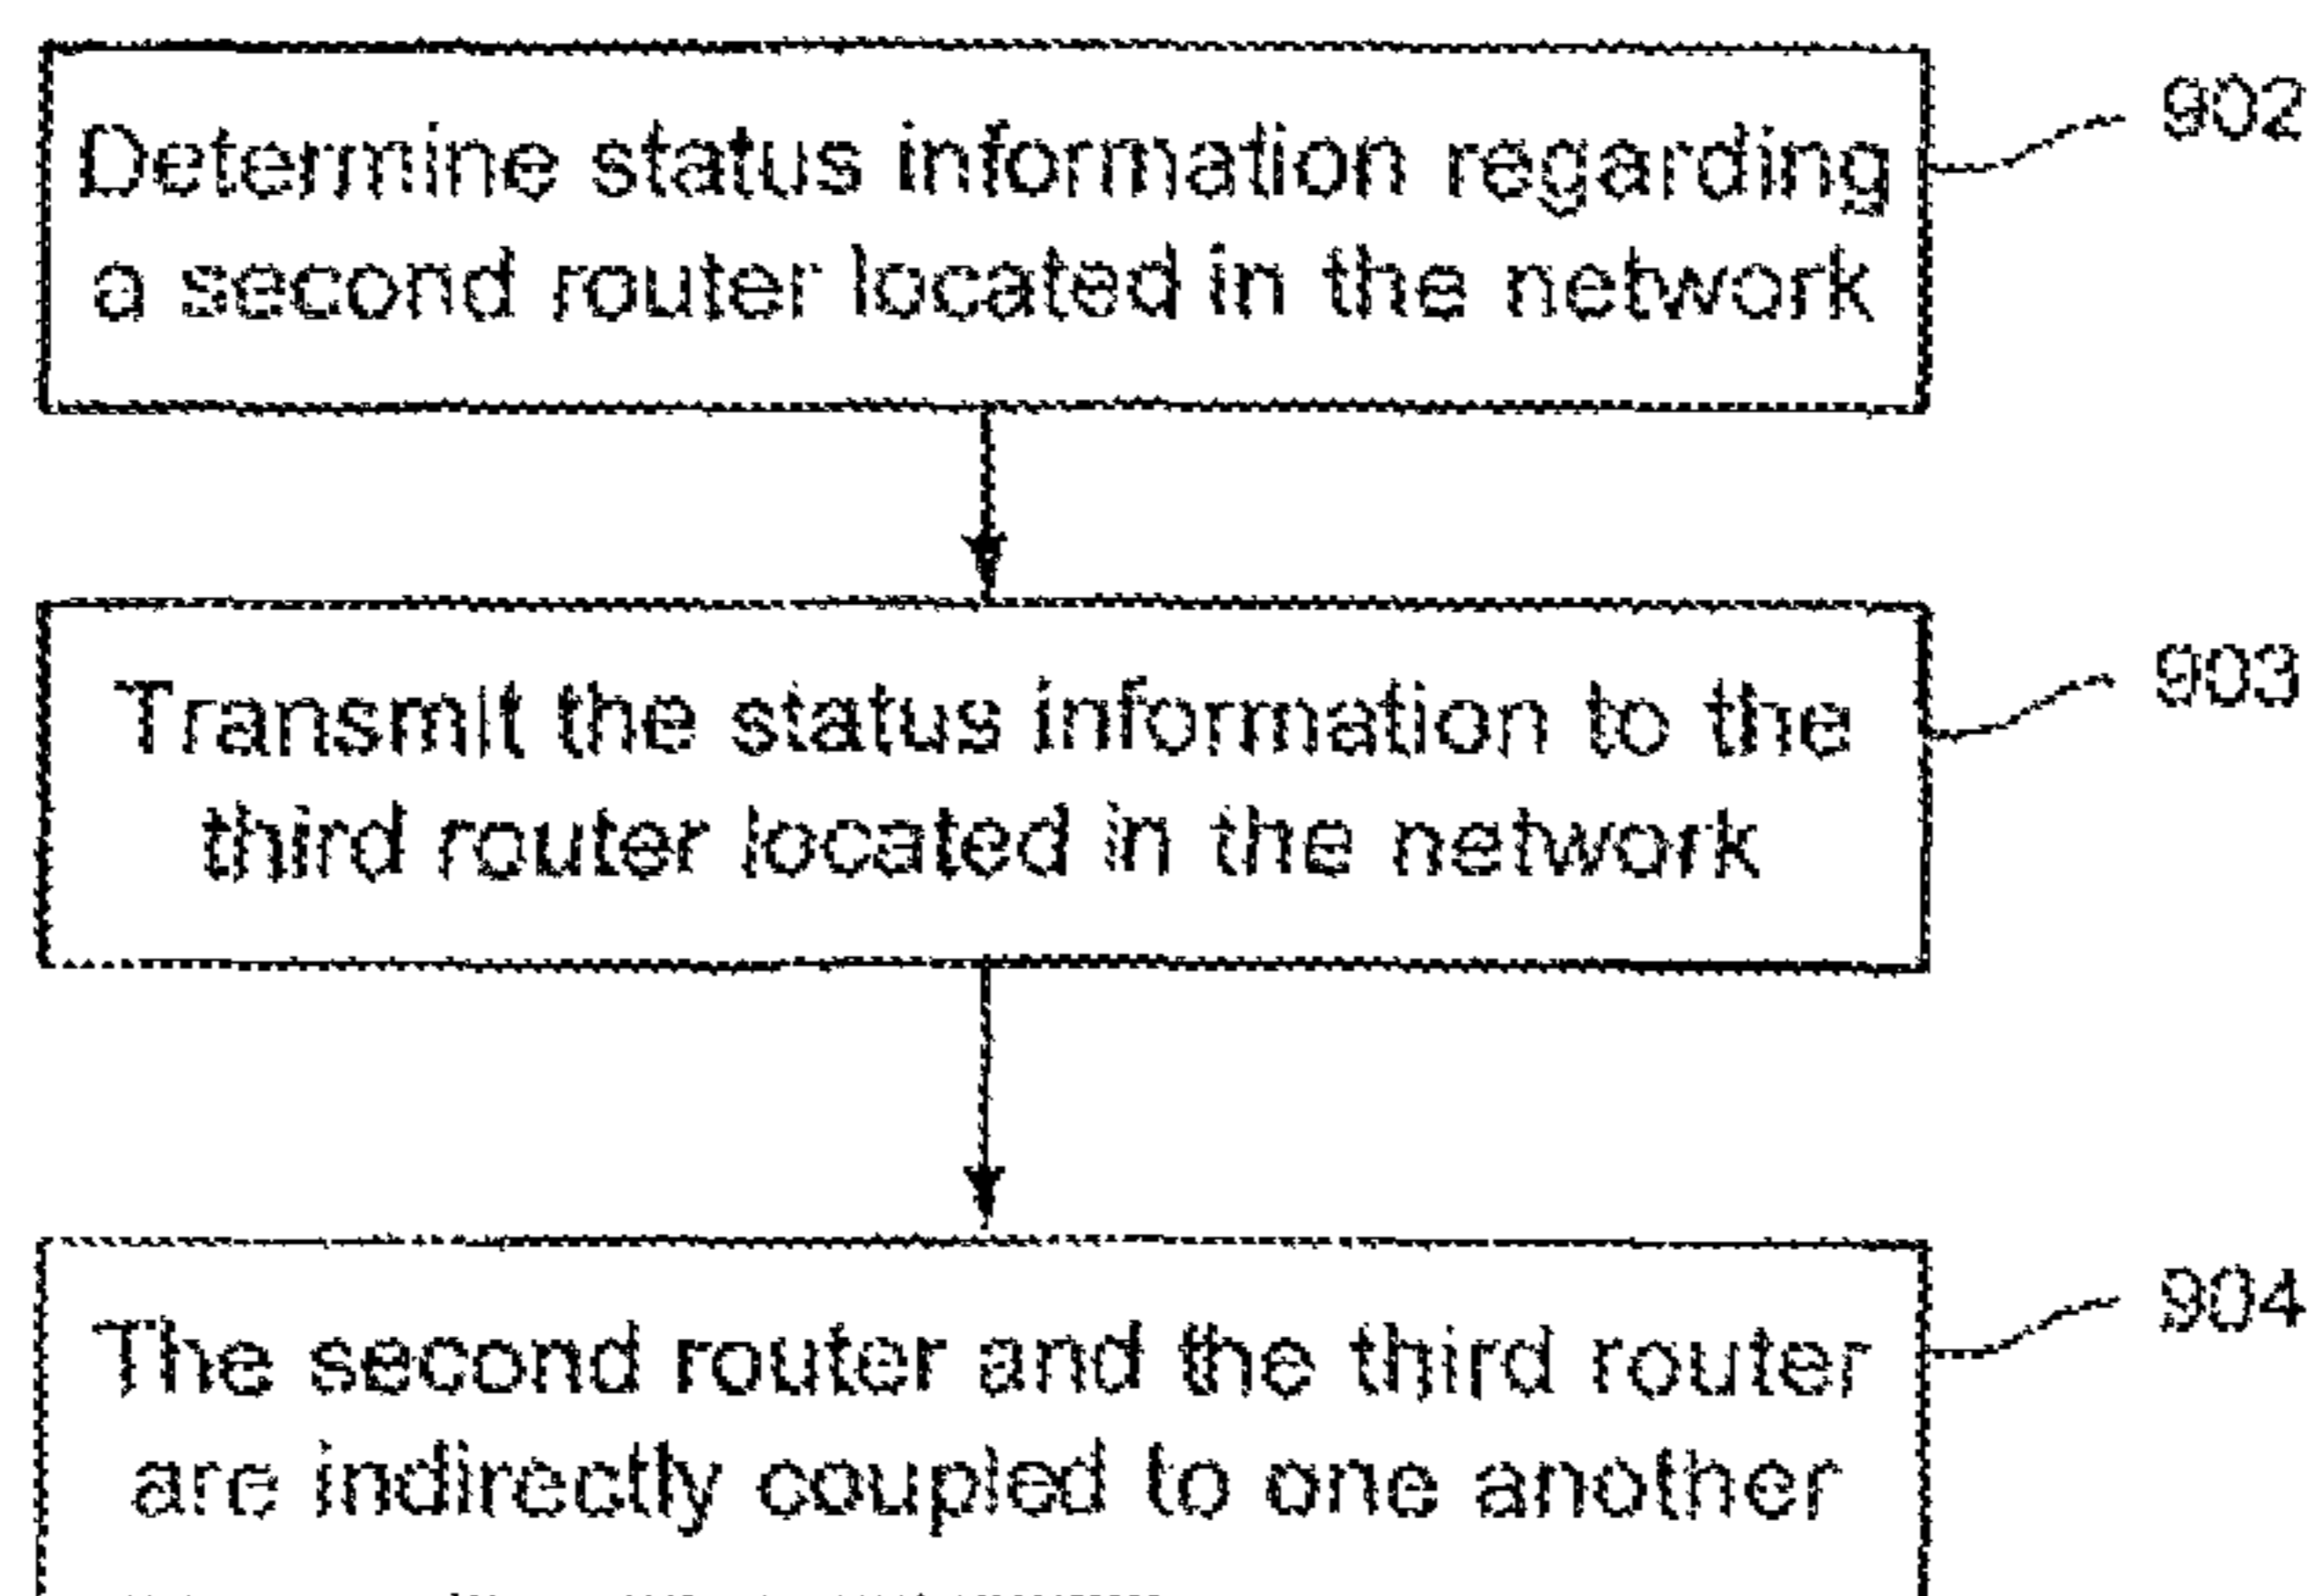 Determine status information regarding
a second router located in the network
902
Transmit the status information to the
third router located in the network
903
The second router and the third router
are indirectly coupled to one another
904